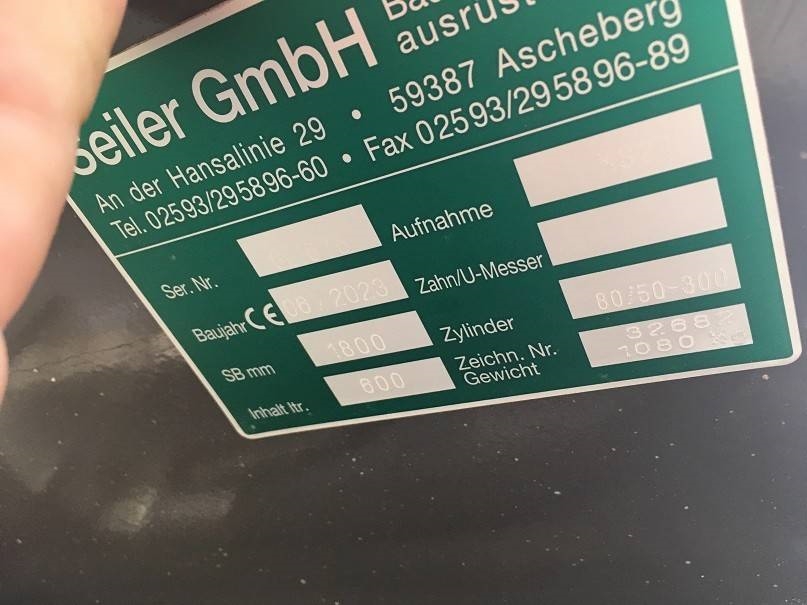 Seiler GmbH
An der Hansalinie 29 • 59387 Ascheberg
Tel. 02593/295896-60 • Fax 02593/295896-89
Ser. Nr.
Aufnahme
Baujahr CE 08/2023
Zahn/U-Messer
SB mm 1800
Zylinder 80/50-300
Inhalt ltr. 600
Zeichn. Nr. 32682
Gewicht 1080 kg